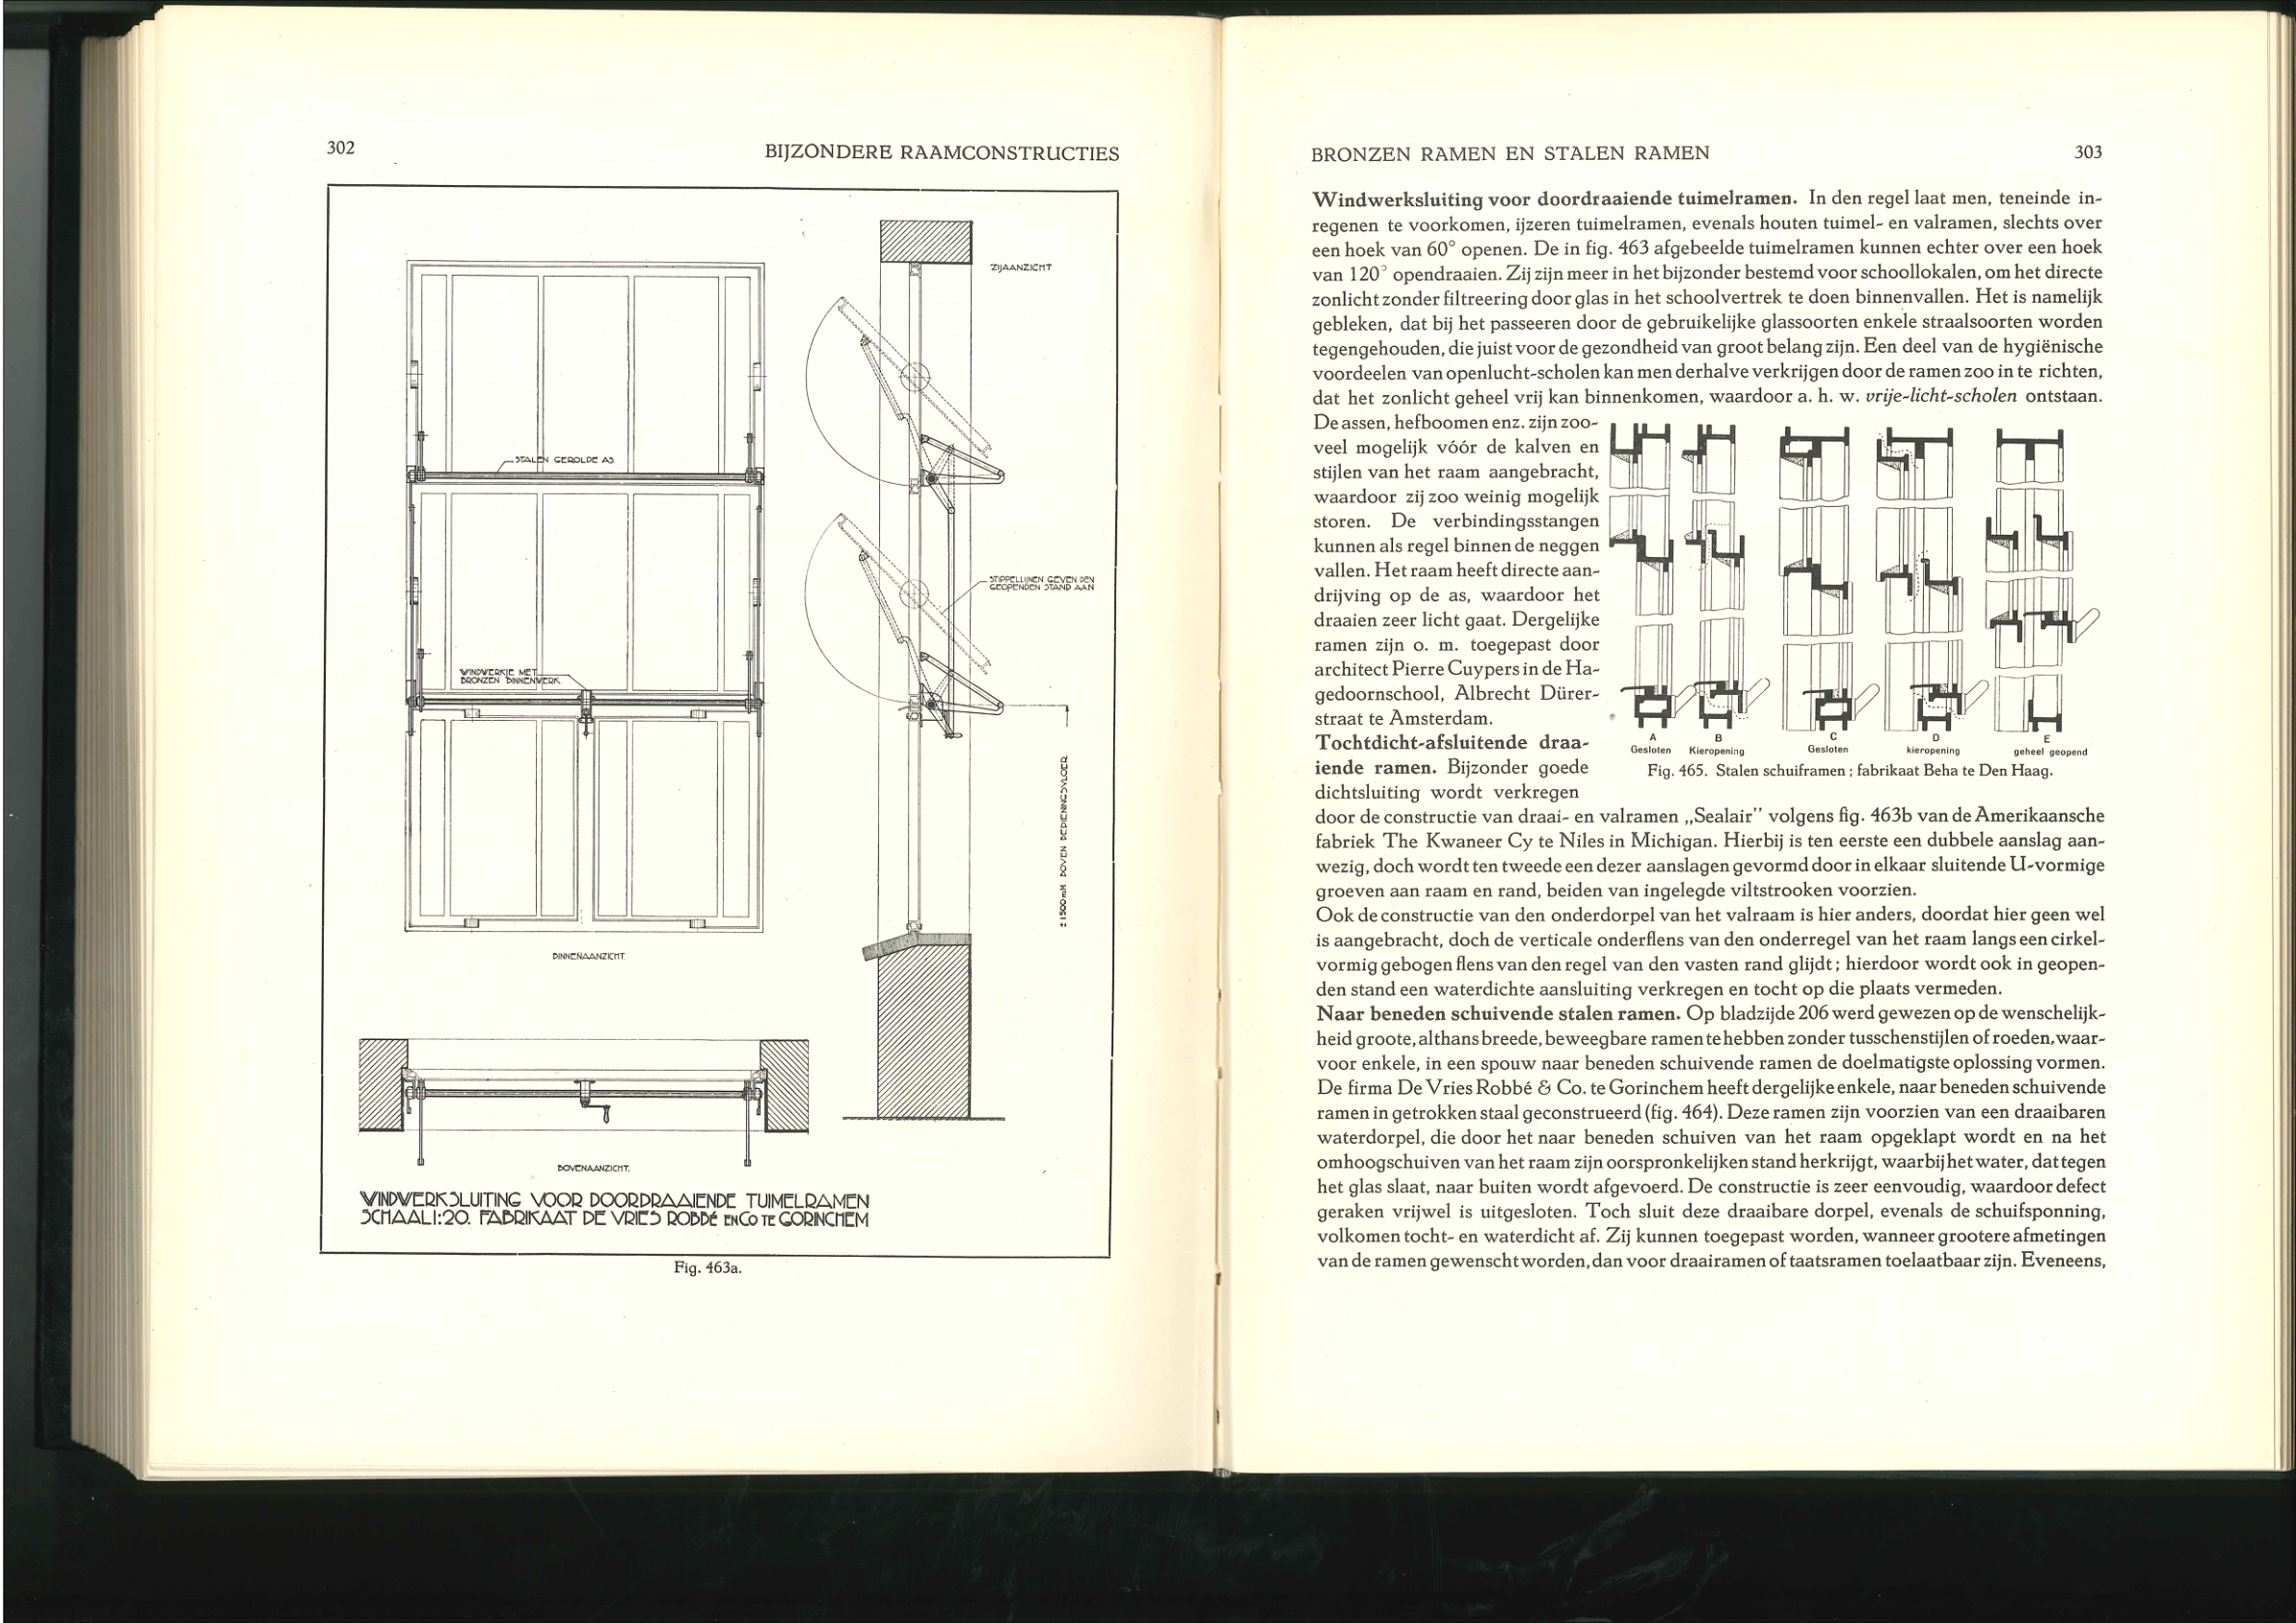 302
BIJZONDERE RAAMCONSTRUCTIES
ZIJAANZICHT
STALEN GEROLDE AS
STIPPELLIJNEN GEVEN DEN
GEOPENDEN STAND AAN
WINDWERKJE MET
BRONZEN BINNENWERK
± 1500 mM BOVEN BEDIENINGSVLOER
BINNENAANZICHT.
BOVENAANZICHT.
WINDWERKSLUITING VOOR DOORDRAAIENDE TUIMELRAMEN
SCHAAL 1:20. FABRIKAAT DE VRIES ROBBÉ EN CO TE GORINCHEM
Fig. 463a.
BRONZEN RAMEN EN STALEN RAMEN
303
Windwerksluiting voor doordraaiende tuimelramen. In den regel laat men, teneinde in-
regenen te voorkomen, ijzeren tuimelramen, evenals houten tuimel- en valramen, slechts over
een hoek van 60° openen. De in fig. 463 afgebeelde tuimelramen kunnen echter over een hoek
van 120° opendraaien. Zij zijn meer in het bijzonder bestemd voor schoollokalen, om het directe
zonlicht zonder filtreering door glas in het schoolvertrek te doen binnenvallen. Het is namelijk
gebleken, dat bij het passeeren door de gebruikelijke glassoorten enkele straalsoorten worden
tegengehouden, die juist voor de gezondheid van groot belang zijn. Een deel van de hygiënische
voordeelen van openlucht-scholen kan men derhalve verkrijgen door de ramen zoo in te richten,
dat het zonlicht geheel vrij kan binnenkomen, waardoor a. h. w. vrije-licht-scholen ontstaan.
De assen, hefboomen enz. zijn zoo-
veel mogelijk vóór de kalven en
stijlen van het raam aangebracht,
waardoor zij zoo weinig mogelijk
storen. De verbindingsstangen
kunnen als regel binnen de neggen
vallen. Het raam heeft directe aan-
drijving op de as, waardoor het
draaien zeer licht gaat. Dergelijke
ramen zijn o. m. toegepast door
architect Pierre Cuypers in de Ha-
gedoornschool, Albrecht Dürer-
straat te Amsterdam.
Tochtdicht-afsluitende draa-
iende ramen. Bijzonder goede
dichtsluiting wordt verkregen
A B C D E
Gesloten Kieropening Gesloten kieropening geheel geopend
Fig. 465. Stalen schuiframen; fabrikaat Beha te Den Haag.
door de constructie van draai- en valramen „Sealair” volgens fig. 463b van de Amerikaansche
fabriek The Kwaneer Cy te Niles in Michigan. Hierbij is ten eerste een dubbele aanslag aan-
wezig, doch wordt ten tweede een dezer aanslagen gevormd door in elkaar sluitende U-vormige
groeven aan raam en rand, beiden van ingelegde viltstrooken voorzien.
Ook de constructie van den onderdorpel van het valraam is hier anders, doordat hier geen wel
is aangebracht, doch de verticale onderflens van den onderregel van het raam langs een cirkel-
vormig gebogen flens van den regel van den vasten rand glijdt; hierdoor wordt ook in geopen-
den stand een waterdichte aansluiting verkregen en tocht op die plaats vermeden.
Naar beneden schuivende stalen ramen. Op bladzijde 206 werd gewezen op de wenschelijk-
heid groote, althans breede, beweegbare ramen te hebben zonder tusschenstijlen of roeden, waar-
voor enkele, in een spouw naar beneden schuivende ramen de doelmatigste oplossing vormen.
De firma De Vries Robbé & Co. te Gorinchem heeft dergelijke enkele, naar beneden schuivende
ramen in getrokken staal geconstrueerd (fig. 464). Deze ramen zijn voorzien van een draaibaren
waterdorpel, die door het naar beneden schuiven van het raam opgeklapt wordt en na het
omhoogschuiven van het raam zijn oorspronkelijken stand herkrijgt, waarbij het water, dat tegen
het glas slaat, naar buiten wordt afgevoerd. De constructie is zeer eenvoudig, waardoor defect
geraken vrijwel is uitgesloten. Toch sluit deze draaibare dorpel, evenals de schuifsponning,
volkomen tocht- en waterdicht af. Zij kunnen toegepast worden, wanneer grootere afmetingen
van de ramen gewenscht worden, dan voor draairamen of taatsramen toelaatbaar zijn. Eveneens,